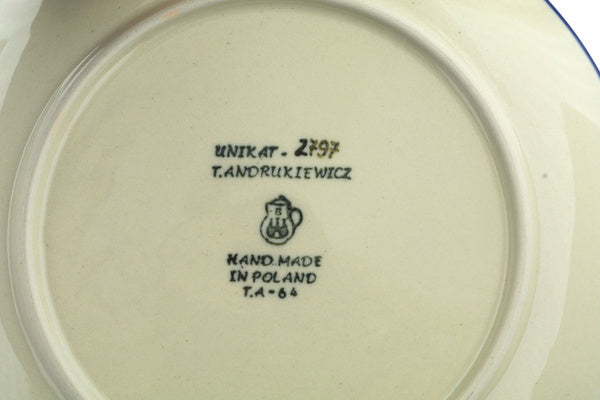 UNIKAT - 2797
T.ANDRUKIEWICZ
HAND MADE
IN POLAND
T.A-64